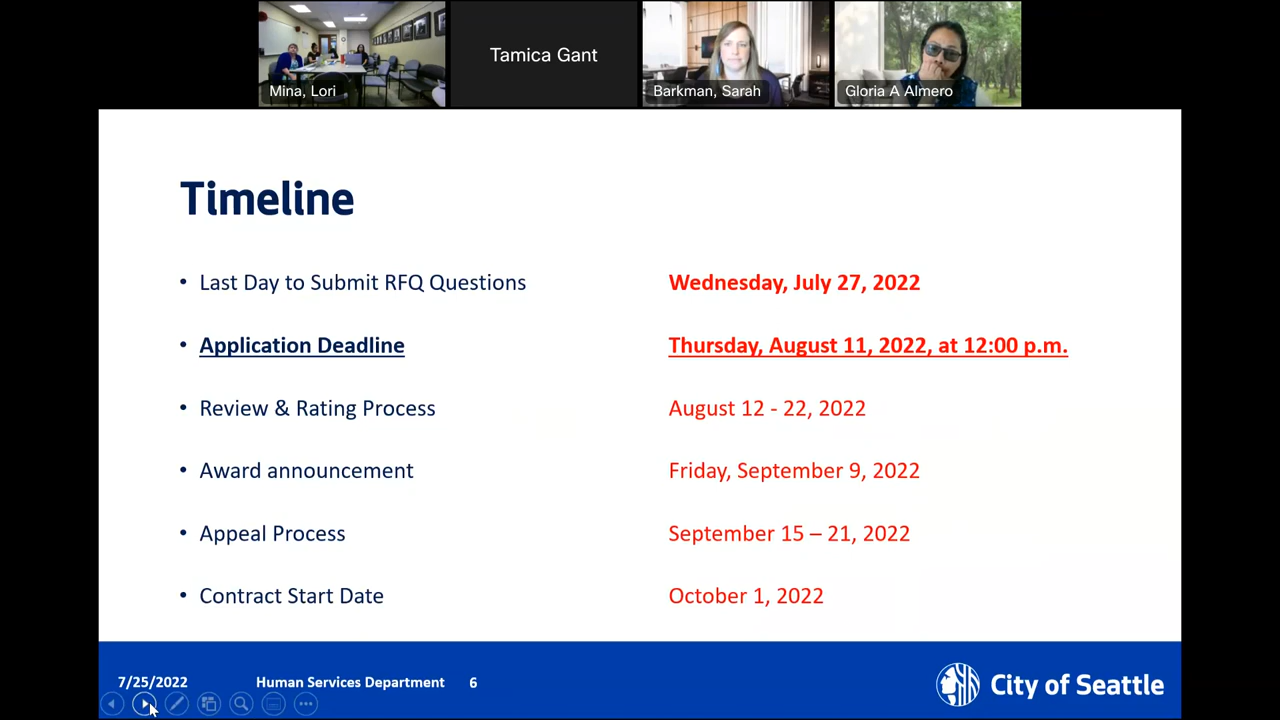 Mina, Lori
Tamica Gant
Barkman, Sarah
Gloria A Almero
Timeline
• Last Day to Submit RFQ Questions Wednesday, July 27, 2022
• Application Deadline Thursday, August 11, 2022, at 12:00 p.m.
• Review & Rating Process August 12 - 22, 2022
• Award announcement Friday, September 9, 2022
• Appeal Process September 15 – 21, 2022
• Contract Start Date October 1, 2022
7/25/2022 Human Services Department 6
City of Seattle